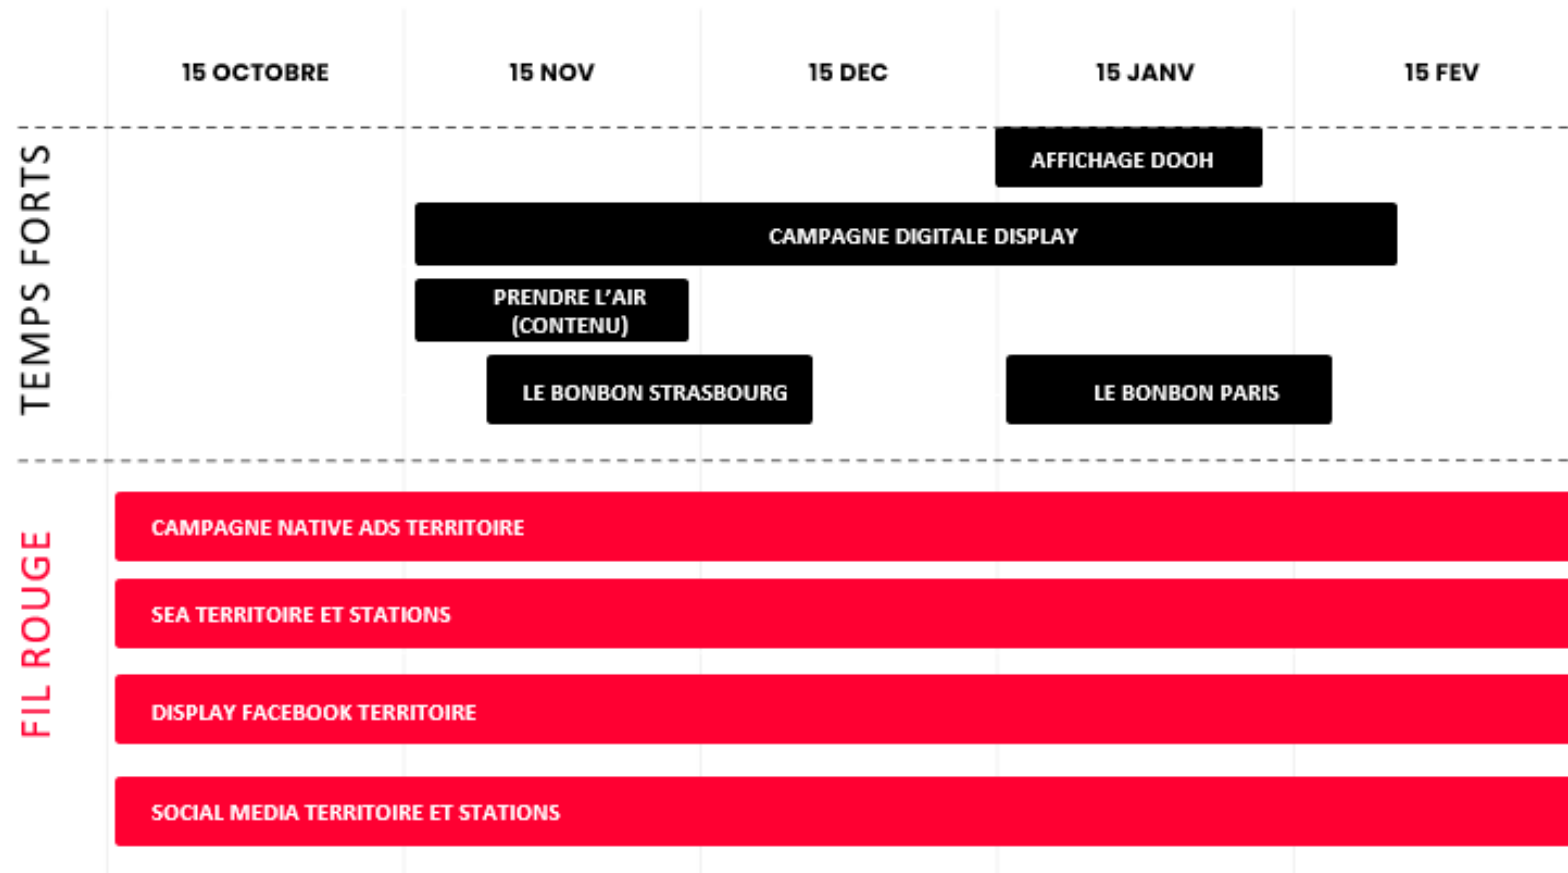 15 OCTOBRE
15 NOV
15 DEC
15 JANV
15 FEV
TEMPS FORTS
AFFICHAGE DOOH
CAMPAGNE DIGITALE DISPLAY
PRENDRE L’AIR
(CONTENU)
LE BONBON STRASBOURG
LE BONBON PARIS
FIL ROUGE
CAMPAGNE NATIVE ADS TERRITOIRE
SEA TERRITOIRE ET STATIONS
DISPLAY FACEBOOK TERRITOIRE
SOCIAL MEDIA TERRITOIRE ET STATIONS